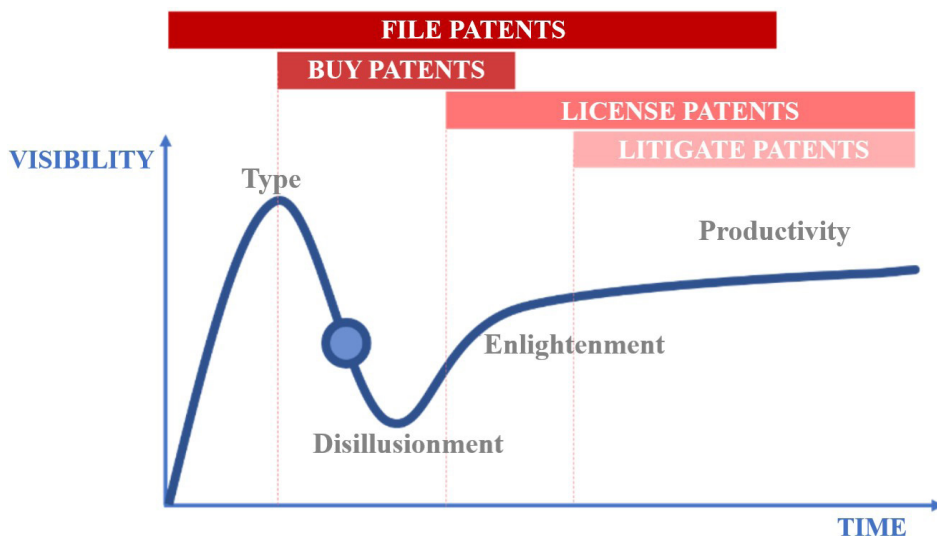 FILE PATENTS
BUY PATENTS
LICENSE PATENTS
LITIGATE PATENTS
VISIBILITY
Type
Productivity
Enlightenment
Disillusionment
TIME